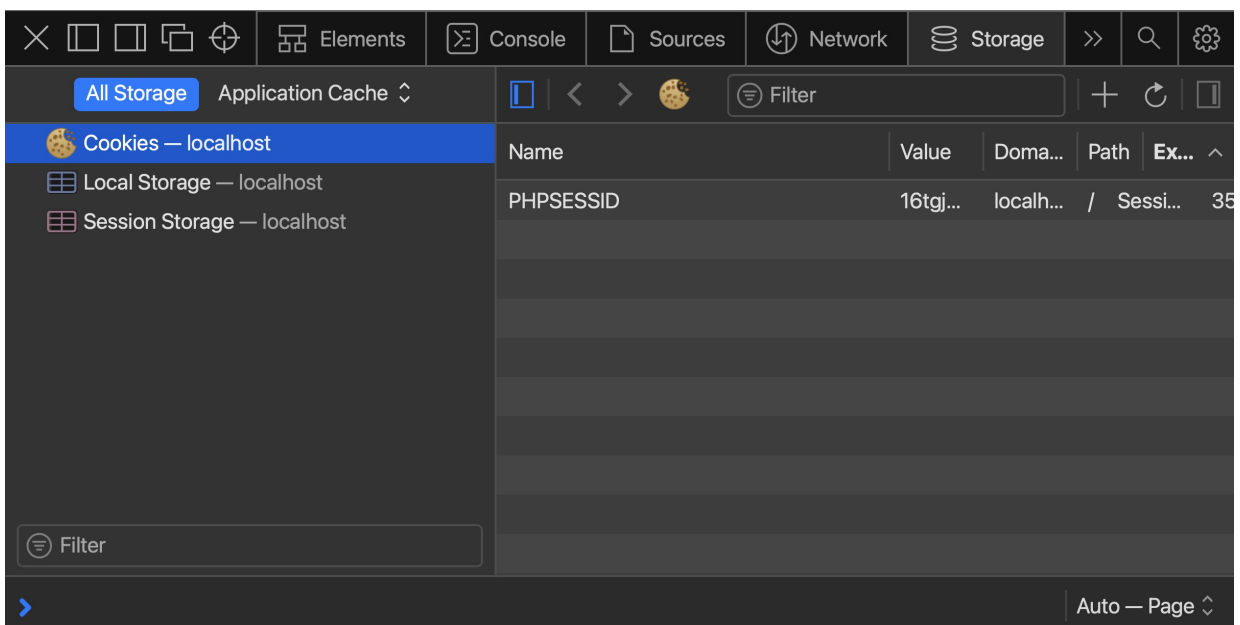 Elements Console Sources Network Storage
All Storage Application Cache
Filter
Cookies — localhost
Local Storage — localhost
Session Storage — localhost
Name Value Doma... Path Ex...
PHPSESSID 16tgj... localh... / Sessi... 35
Filter
Auto — Page